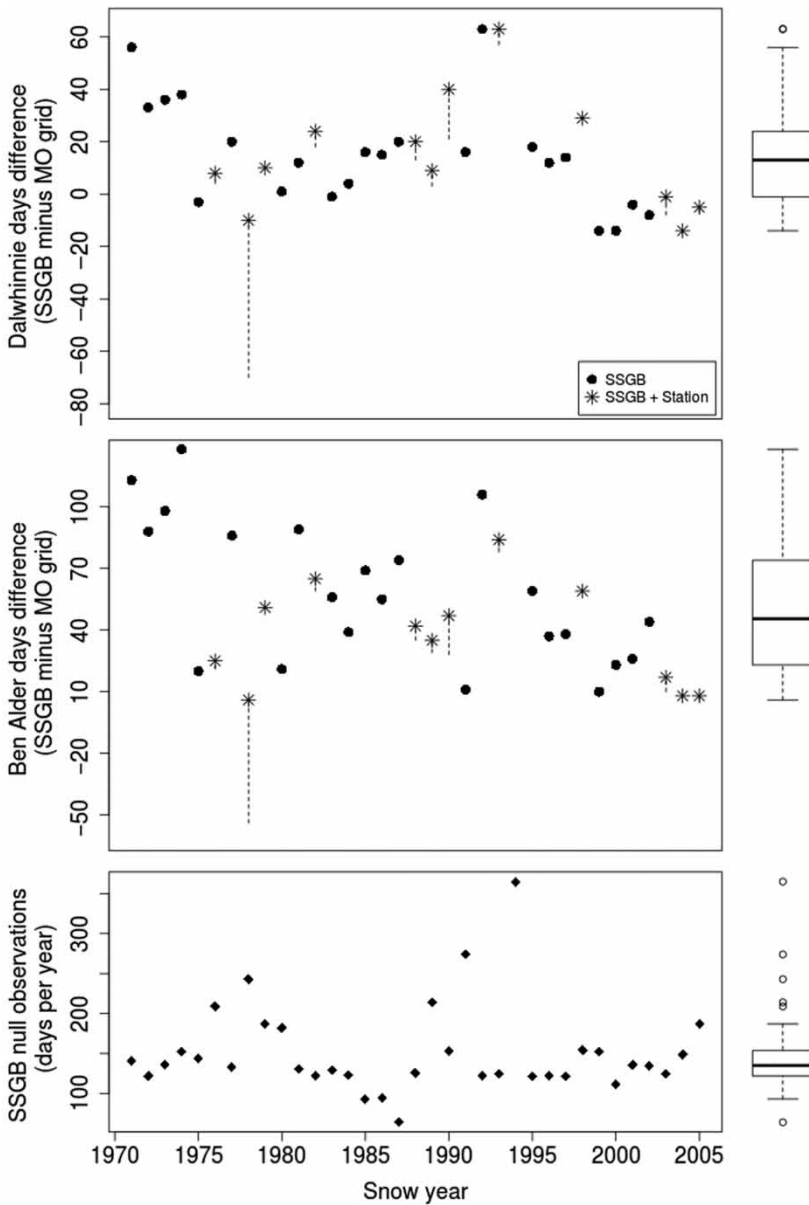 Dalwhinnie days difference
(SSGB minus MO grid)
60
40
20
0
−20
−40
−60
−80
SSGB
SSGB + Station
Ben Alder days difference
(SSGB minus MO grid)
100
70
40
10
−20
−50
SSGB null observations
(days per year)
300
200
100
1970 1975 1980 1985 1990 1995 2000 2005
Snow year